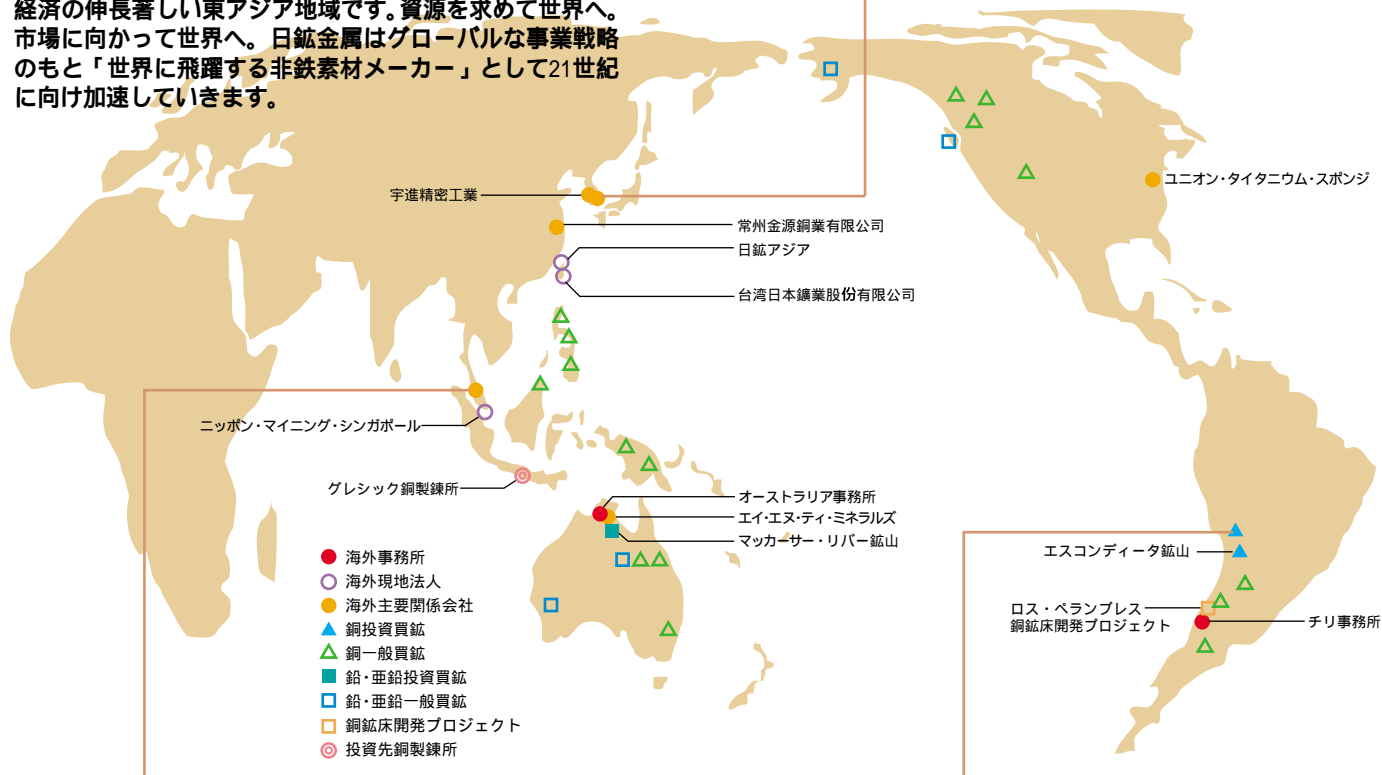 経済の伸長著しい東アジア地域です。資源を求めて世界へ。
市場に向かって世界へ。日鉱金属はグローバルな事業戦略
のもと「世界に飛躍する非鉄素材メーカー」として21世紀
に向け加速していきます。
宇進精密工業
ユニオン・タイタニウム・スポンジ
常州金源銅業有限公司
日鉱アジア
台湾日本鑛業股份有限公司
ニッポン・マイニング・シンガポール
グレシック銅製錬所
オーストラリア事務所
エイ・エヌ・ティ・ミネラルズ
マッカーサー・リバー鉱山
エスコンディータ鉱山
ロス・ペランブレス
銅鉱床開発プロジェクト
チリ事務所
海外事務所
海外現地法人
海外主要関係会社
銅投資買鉱
銅一般買鉱
鉛・亜鉛投資買鉱
鉛・亜鉛一般買鉱
銅鉱床開発プロジェクト
投資先銅製錬所